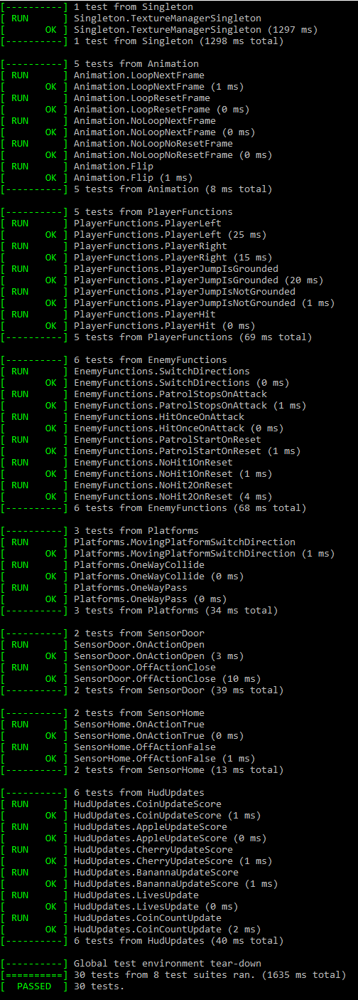 [----------] 1 test from Singleton
[ RUN      ] Singleton.TextureManagerSingleton
[       OK ] Singleton.TextureManagerSingleton (1297 ms)
[----------] 1 test from Singleton (1298 ms total)
[----------] 5 tests from Animation
[ RUN      ] Animation.LoopNextFrame
[       OK ] Animation.LoopNextFrame (1 ms)
[ RUN      ] Animation.LoopResetFrame
[       OK ] Animation.LoopResetFrame (0 ms)
[ RUN      ] Animation.NoLoopNextFrame
[       OK ] Animation.NoLoopNextFrame (0 ms)
[ RUN      ] Animation.NoLoopNoResetFrame
[       OK ] Animation.NoLoopNoResetFrame (0 ms)
[ RUN      ] Animation.Flip
[       OK ] Animation.Flip (1 ms)
[----------] 5 tests from Animation (8 ms total)
[----------] 5 tests from PlayerFunctions
[ RUN      ] PlayerFunctions.PlayerLeft
[       OK ] PlayerFunctions.PlayerLeft (25 ms)
[ RUN      ] PlayerFunctions.PlayerRight
[       OK ] PlayerFunctions.PlayerRight (15 ms)
[ RUN      ] PlayerFunctions.PlayerJumpIsGrounded
[       OK ] PlayerFunctions.PlayerJumpIsGrounded (20 ms)
[ RUN      ] PlayerFunctions.PlayerJumpIsNotGrounded
[       OK ] PlayerFunctions.PlayerJumpIsNotGrounded (1 ms)
[ RUN      ] PlayerFunctions.PlayerHit
[       OK ] PlayerFunctions.PlayerHit (0 ms)
[----------] 5 tests from PlayerFunctions (69 ms total)
[----------] 6 tests from EnemyFunctions
[ RUN      ] EnemyFunctions.SwitchDirections
[       OK ] EnemyFunctions.SwitchDirections (0 ms)
[ RUN      ] EnemyFunctions.PatrolStopsOnAttack
[       OK ] EnemyFunctions.PatrolStopsOnAttack (1 ms)
[ RUN      ] EnemyFunctions.HitOnceOnAttack
[       OK ] EnemyFunctions.HitOnceOnAttack (0 ms)
[ RUN      ] EnemyFunctions.PatrolStartOnReset
[       OK ] EnemyFunctions.PatrolStartOnReset (1 ms)
[ RUN      ] EnemyFunctions.NoHit1OnReset
[       OK ] EnemyFunctions.NoHit1OnReset (1 ms)
[ RUN      ] EnemyFunctions.NoHit2OnReset
[       OK ] EnemyFunctions.NoHit2OnReset (4 ms)
[----------] 6 tests from EnemyFunctions (68 ms total)
[----------] 3 tests from Platforms
[ RUN      ] Platforms.MovingPlatformSwitchDirection
[       OK ] Platforms.MovingPlatformSwitchDirection (1 ms)
[ RUN      ] Platforms.OneWayCollide
[       OK ] Platforms.OneWayCollide (0 ms)
[ RUN      ] Platforms.OneWayPass
[       OK ] Platforms.OneWayPass (0 ms)
[----------] 3 tests from Platforms (34 ms total)
[----------] 2 tests from SensorDoor
[ RUN      ] SensorDoor.OnActionOpen
[       OK ] SensorDoor.OnActionOpen (3 ms)
[ RUN      ] SensorDoor.OffActionClose
[       OK ] SensorDoor.OffActionClose (10 ms)
[----------] 2 tests from SensorDoor (39 ms total)
[----------] 2 tests from SensorHome
[ RUN      ] SensorHome.OnActionTrue
[       OK ] SensorHome.OnActionTrue (0 ms)
[ RUN      ] SensorHome.OffActionFalse
[       OK ] SensorHome.OffActionFalse (1 ms)
[----------] 2 tests from SensorHome (13 ms total)
[----------] 6 tests from HudUpdates
[ RUN      ] HudUpdates.CoinUpdateScore
[       OK ] HudUpdates.CoinUpdateScore (1 ms)
[ RUN      ] HudUpdates.AppleUpdateScore
[       OK ] HudUpdates.AppleUpdateScore (0 ms)
[ RUN      ] HudUpdates.CherryUpdateScore
[       OK ] HudUpdates.CherryUpdateScore (1 ms)
[ RUN      ] HudUpdates.BanannaUpdateScore
[       OK ] HudUpdates.BanannaUpdateScore (1 ms)
[ RUN      ] HudUpdates.LivesUpdate
[       OK ] HudUpdates.LivesUpdate (0 ms)
[ RUN      ] HudUpdates.CoinCountUpdate
[       OK ] HudUpdates.CoinCountUpdate (2 ms)
[----------] 6 tests from HudUpdates (40 ms total)
[----------] Global test environment tear-down
[==========] 30 tests from 8 test suites ran. (1635 ms total)
[  PASSED  ] 30 tests.